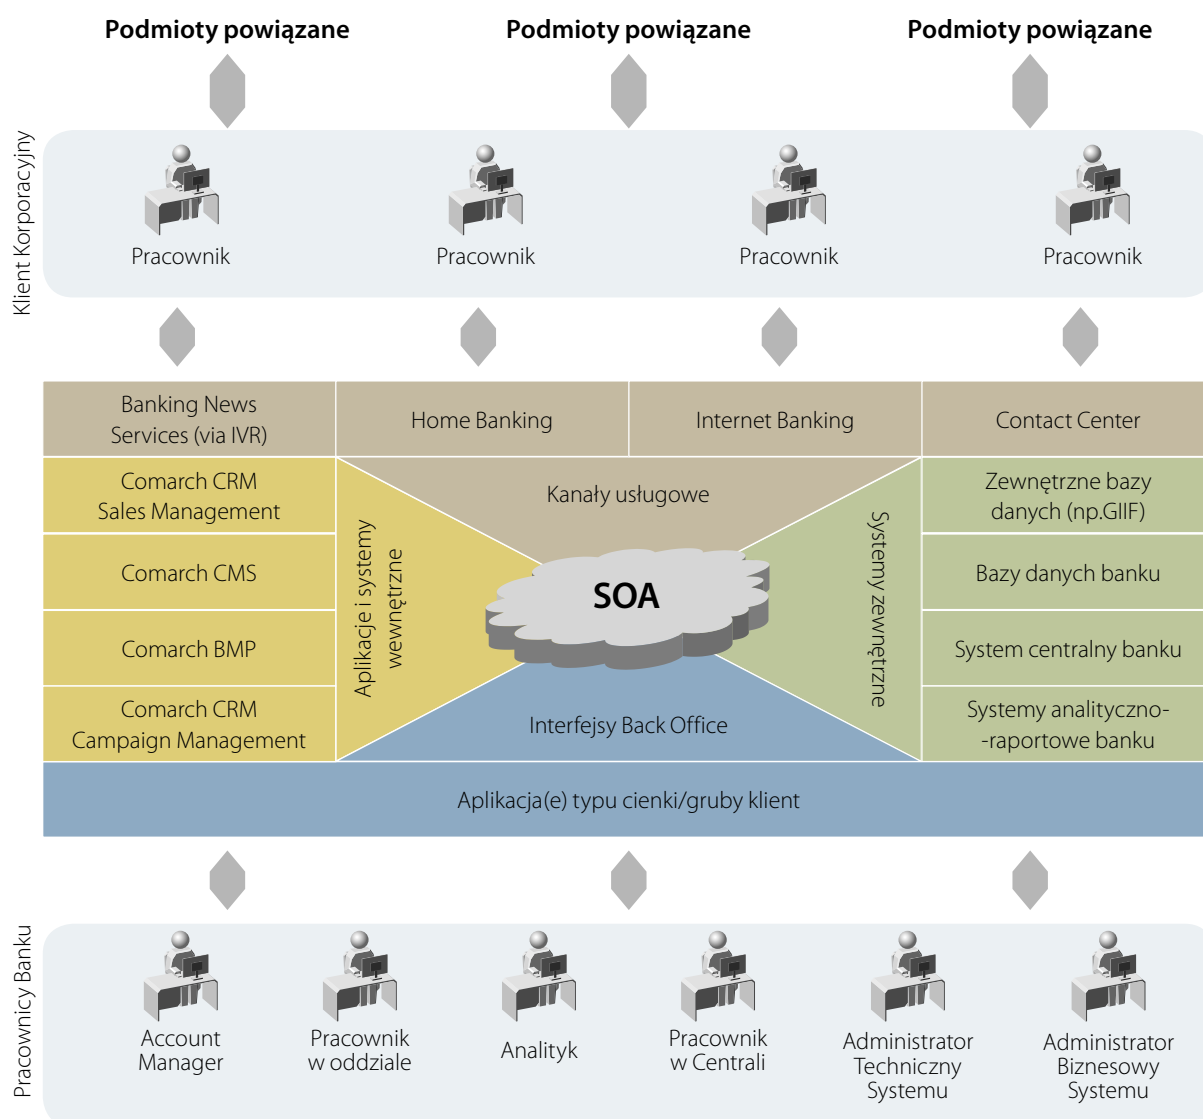 Podmioty powiązane
Podmioty powiązane
Podmioty powiązane
Klient Korporacyjny
Pracownik
Pracownik
Pracownik
Pracownik
Banking News
Services (via IVR)
Home Banking
Internet Banking
Contact Center
Comarch CRM
Sales Management
Comarch CMS
Comarch BMP
Comarch CRM
Campaign Management
Aplikacje i systemy
wewnętrzne
Kanały usługowe
SOA
Interfejsy Back Office
Systemy zewnętrzne
Zewnętrzne bazy
danych (np.GIIF)
Bazy danych banku
System centralny banku
Systemy analityczno-
-raportowe banku
Aplikacja(e) typu cienki/gruby klient
Pracownicy Banku
Account
Manager
Pracownik
w oddziale
Analityk
Pracownik
w Centrali
Administrator
Techniczny
Systemu
Administrator
Biznesowy
Systemu